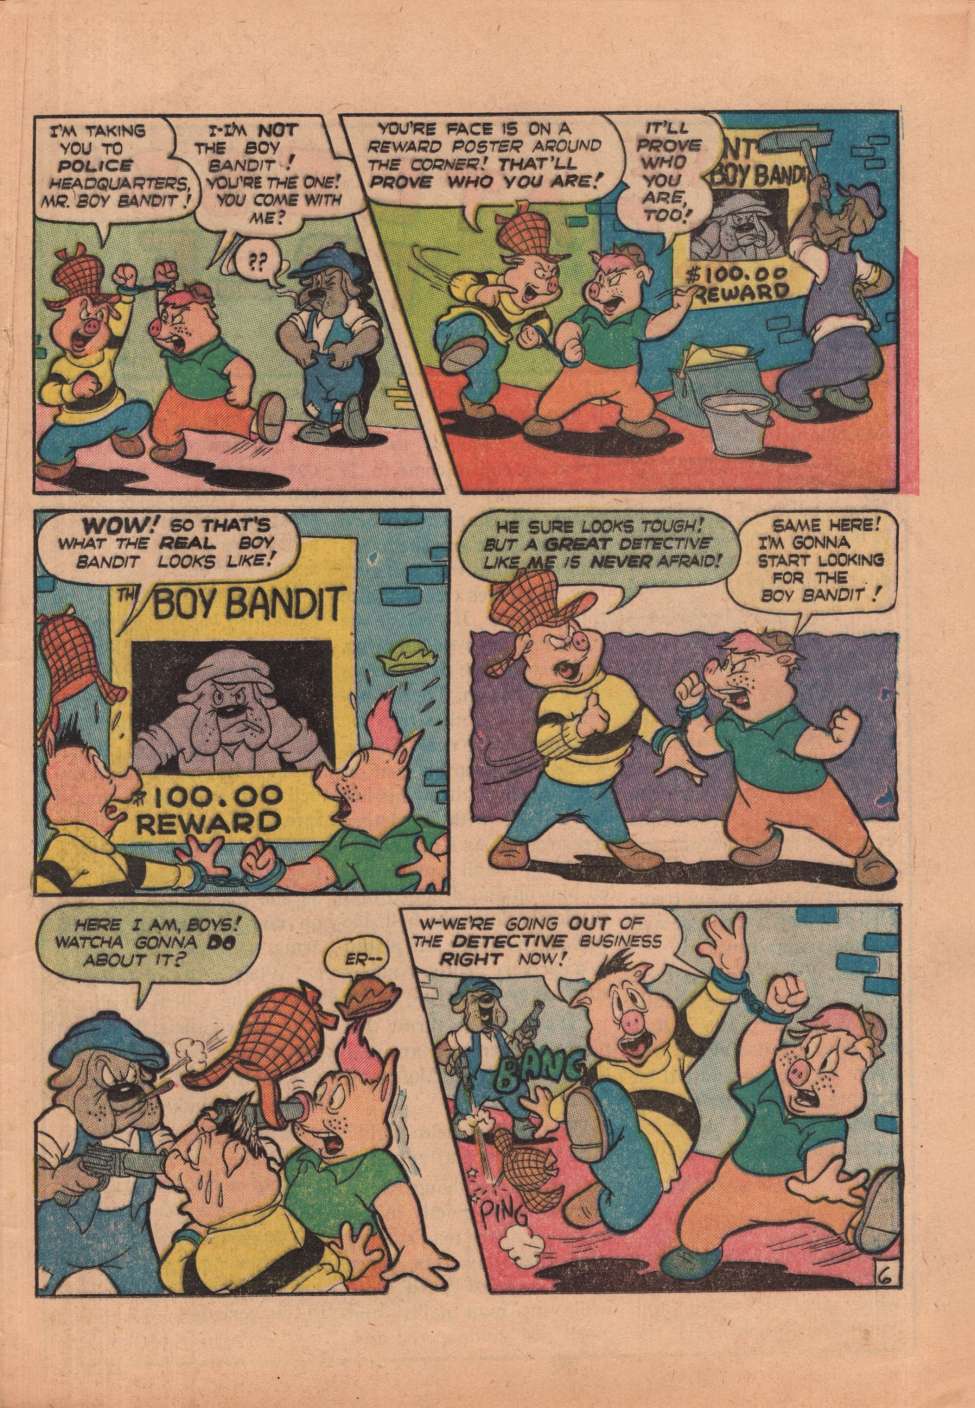 I'M TAKING
YOU TO
POLICE
HEADQUARTERS,
MR. BOY BANDIT!
I-I'M NOT
THE BOY
BANDIT!
YOU'RE THE ONE!
YOU COME WITH
ME?
??
YOU'RE FACE IS ON A
REWARD POSTER AROUND
THE CORNER! THAT'LL
PROVE WHO YOU ARE!
IT'LL
PROVE
WHO
YOU
ARE,
TOO!
NT
BOY BAND
$100.00
REWARD
WOW! SO THAT'S
WHAT THE REAL BOY
BANDIT LOOKS LIKE!
TH
BOY BANDIT
$100.00
REWARD
HE SURE LOOKS TOUGH!
BUT A GREAT DETECTIVE
LIKE ME IS NEVER AFRAID!
SAME HERE!
I'M GONNA
START LOOKING
FOR THE
BOY BANDIT!
HERE I AM, BOYS!
WATCHA GONNA DO
ABOUT IT?
ER--
W-WE'RE GOING OUT OF
THE DETECTIVE BUSINESS
RIGHT NOW!
BANG
PING
6